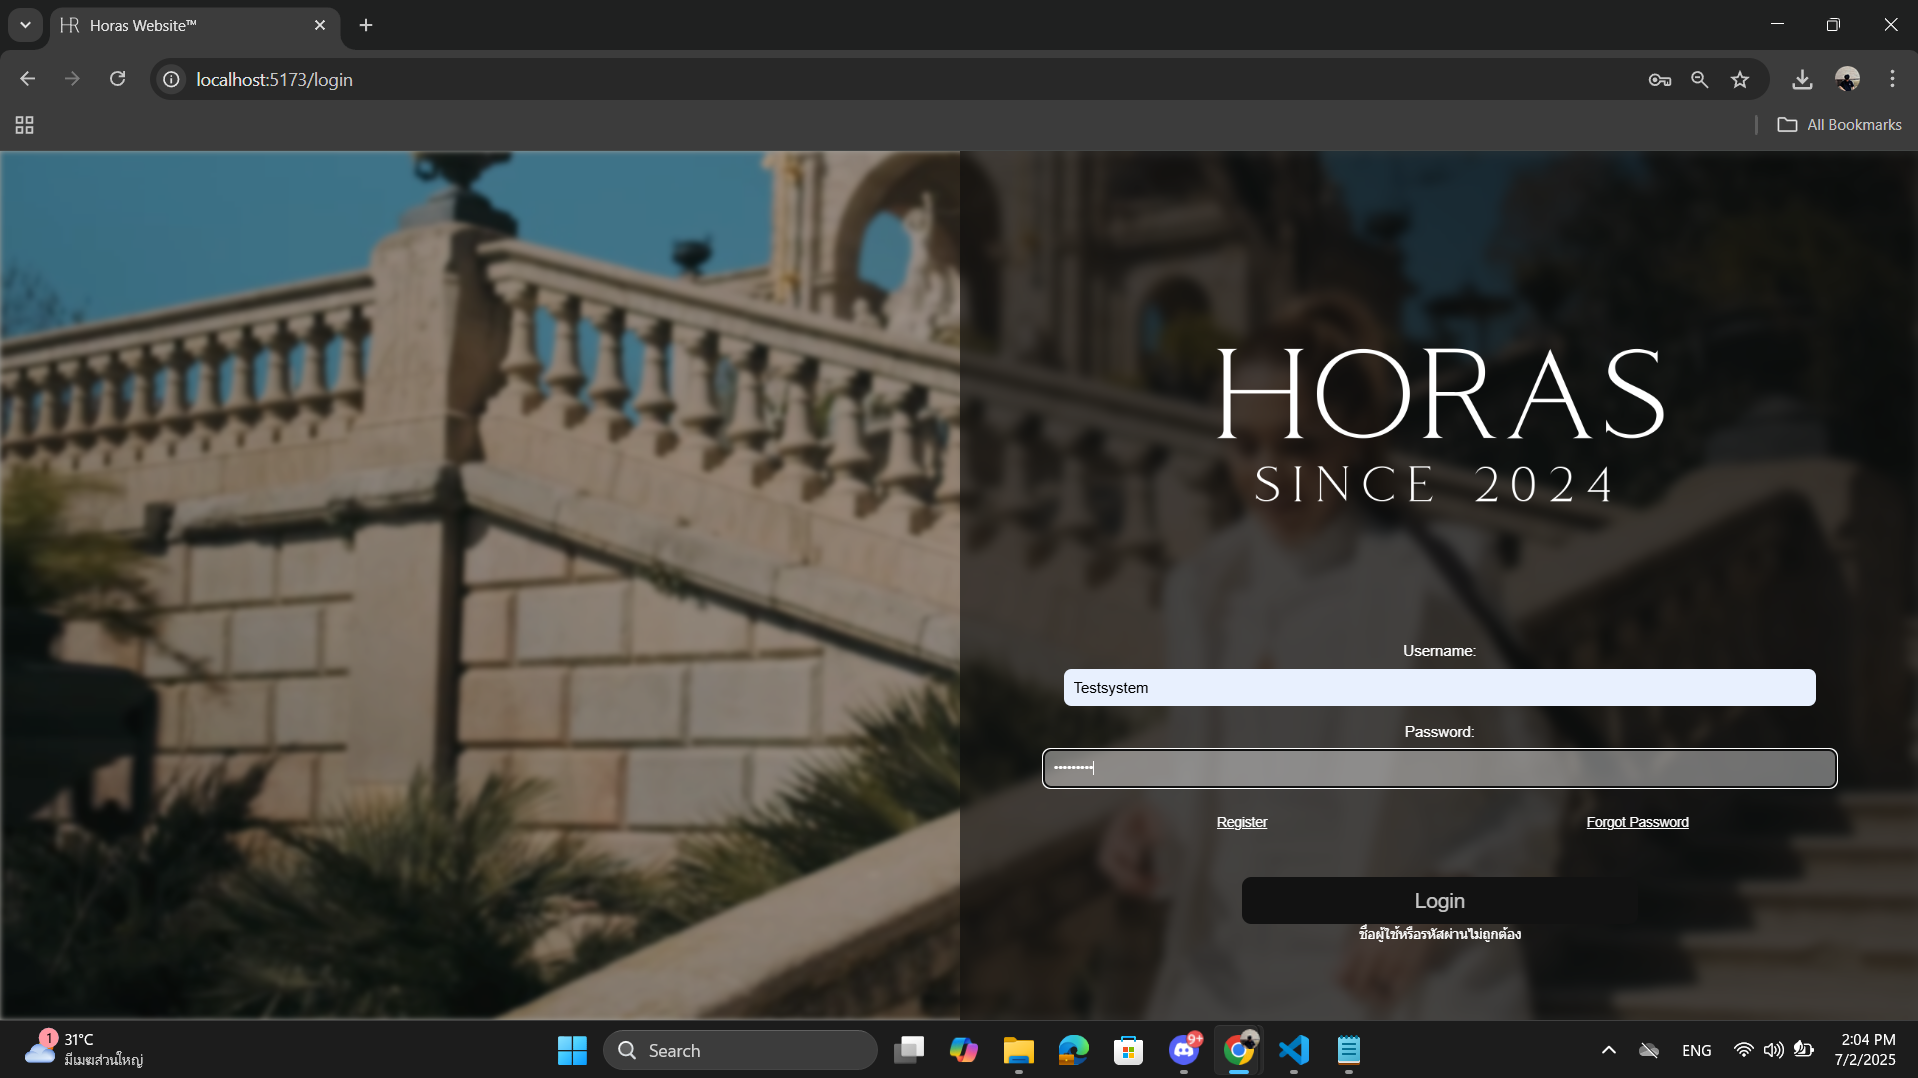 HR Horas Website™
localhost:5173/login
All Bookmarks
HORAS
SINCE 2024
Username:
Testsystem
Password:
•••••••••
Register Forgot Password
Login
ชื่อผู้ใช้หรือรหัสผ่านไม่ถูกต้อง
1 31°C
มีเมฆส่วนใหญ่
Search
9+
ENG
2:04 PM
7/2/2025